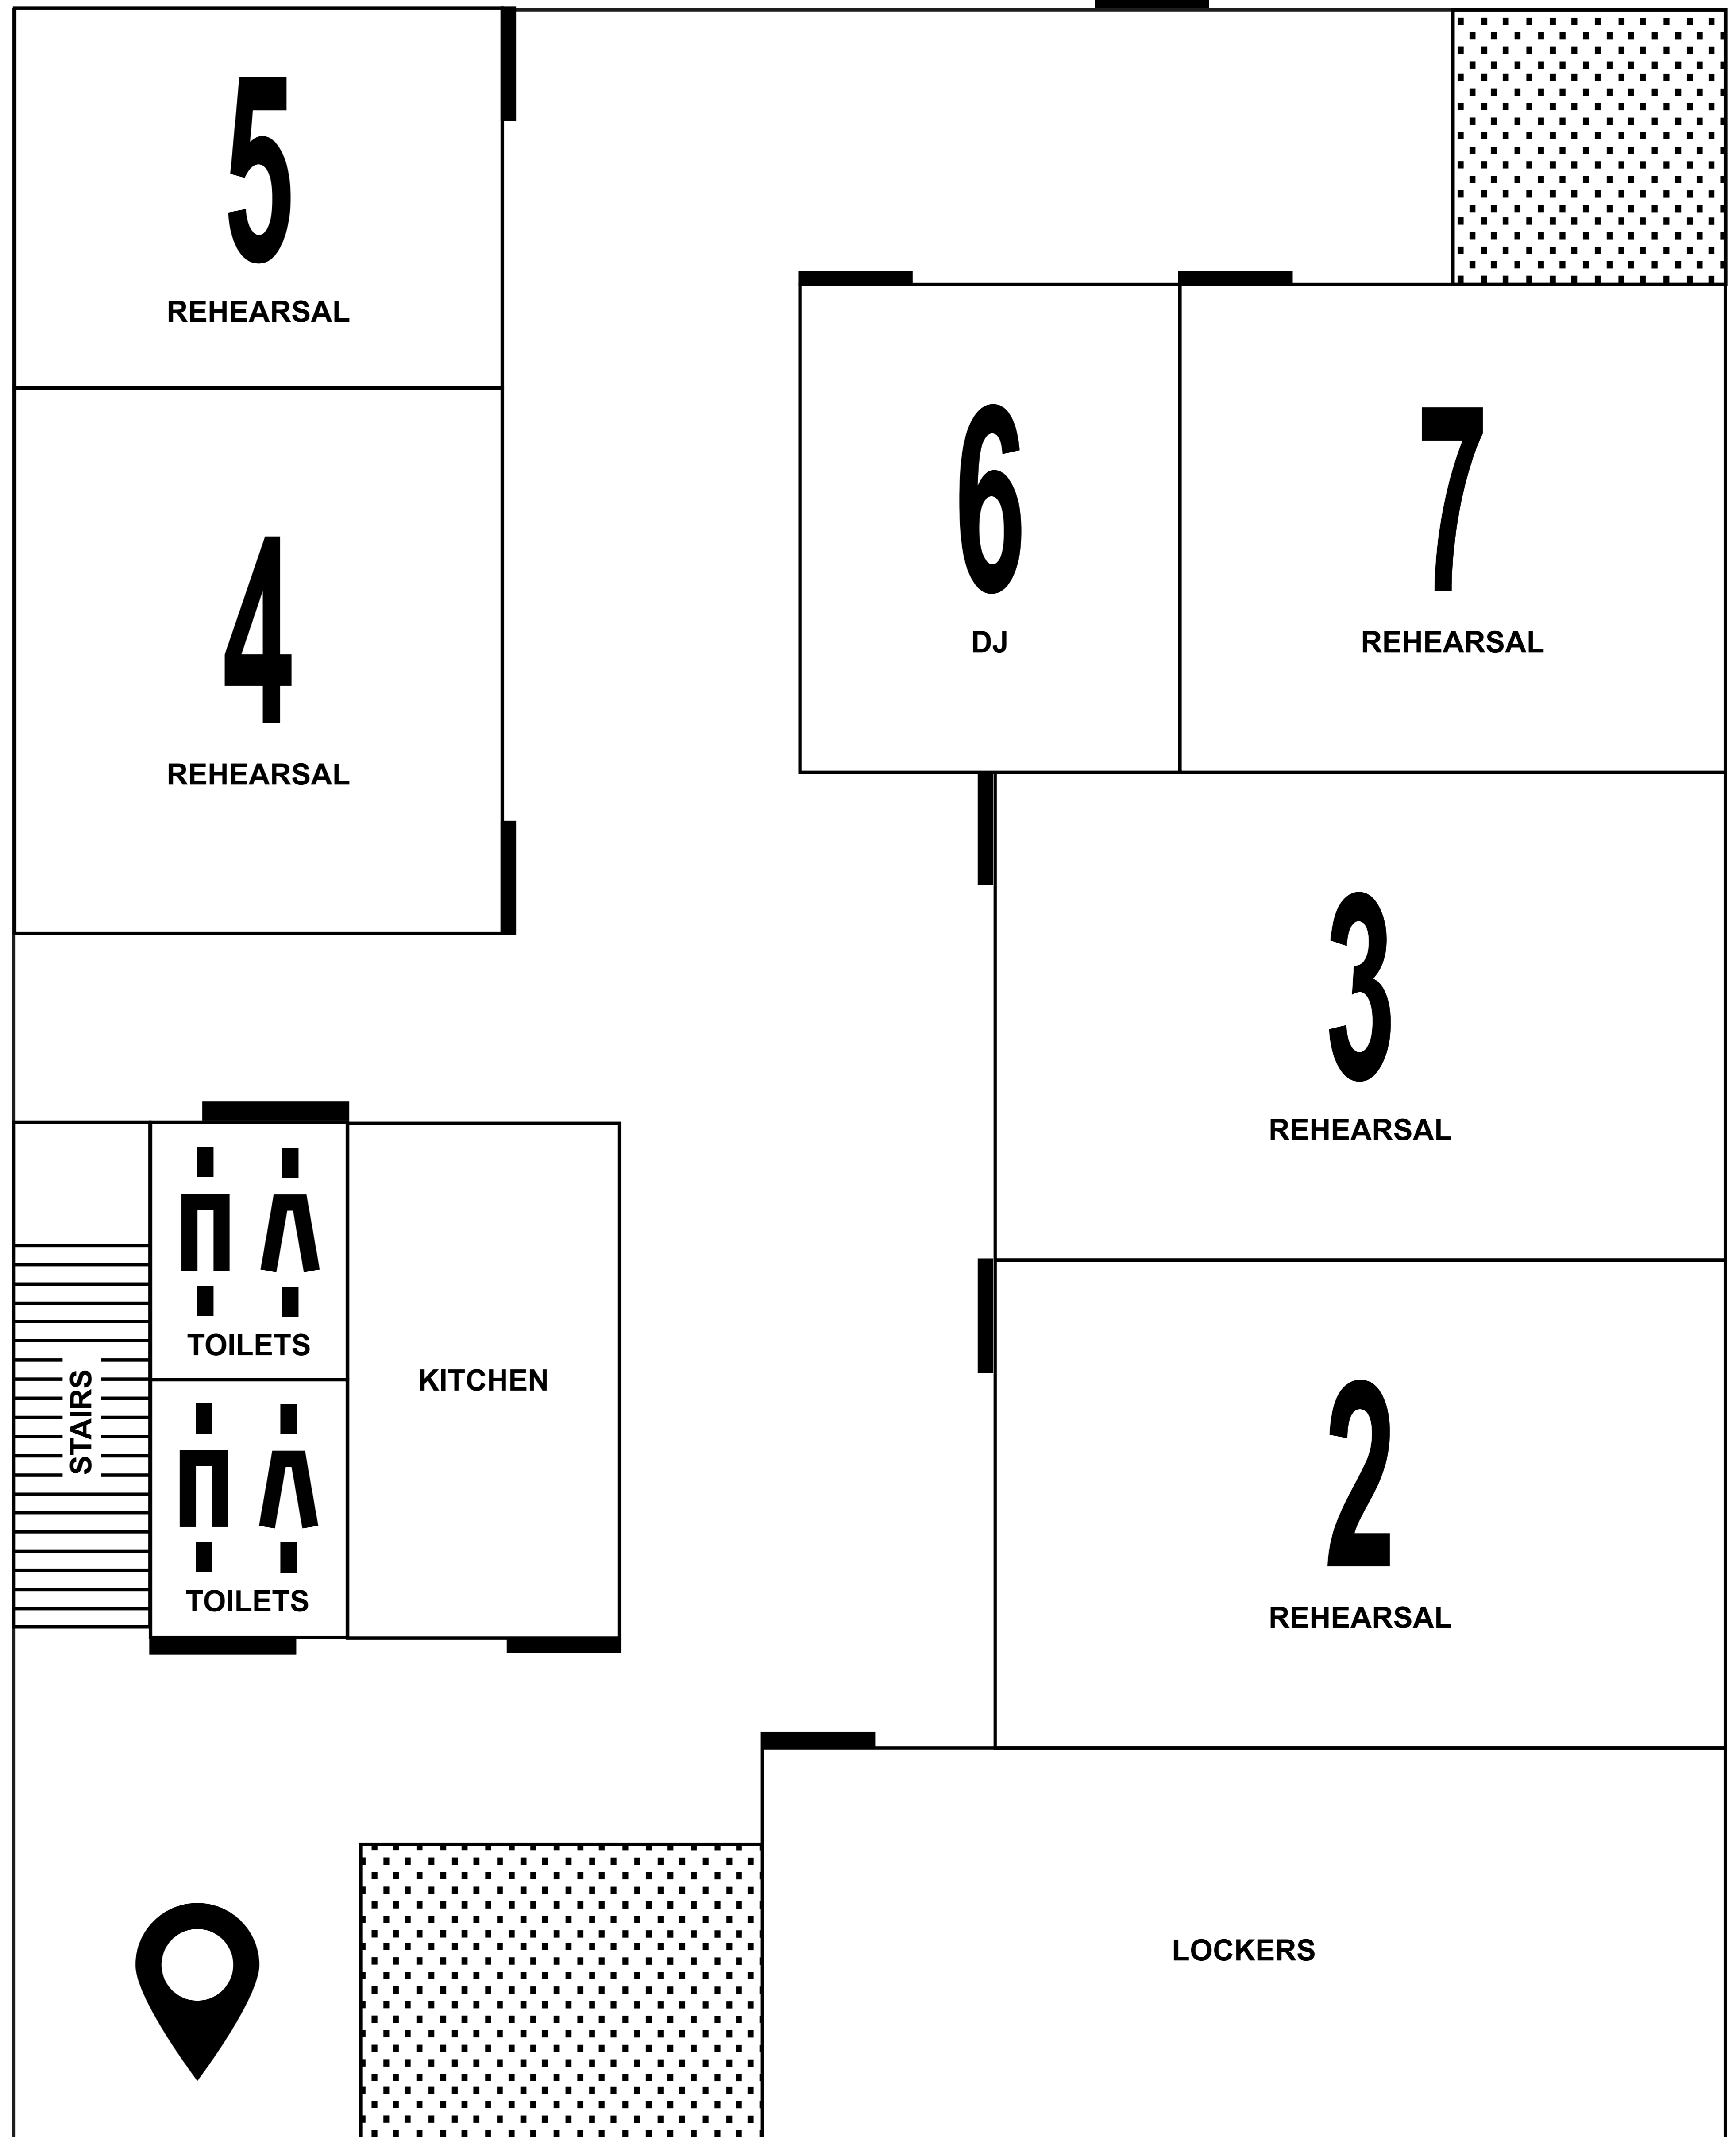 5
REHEARSAL
4
REHEARSAL
6
DJ
7
REHEARSAL
3
REHEARSAL
TOILETS
KITCHEN
STAIRS
TOILETS
2
REHEARSAL
LOCKERS